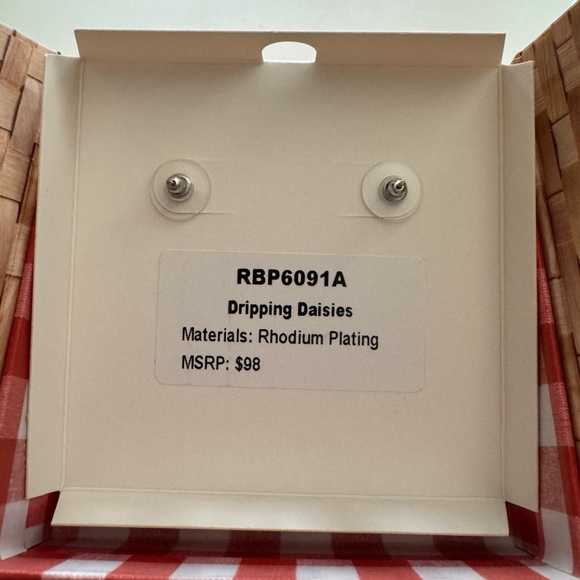 RBP6091A
Dripping Daisies
Materials: Rhodium Plating
MSRP: $98